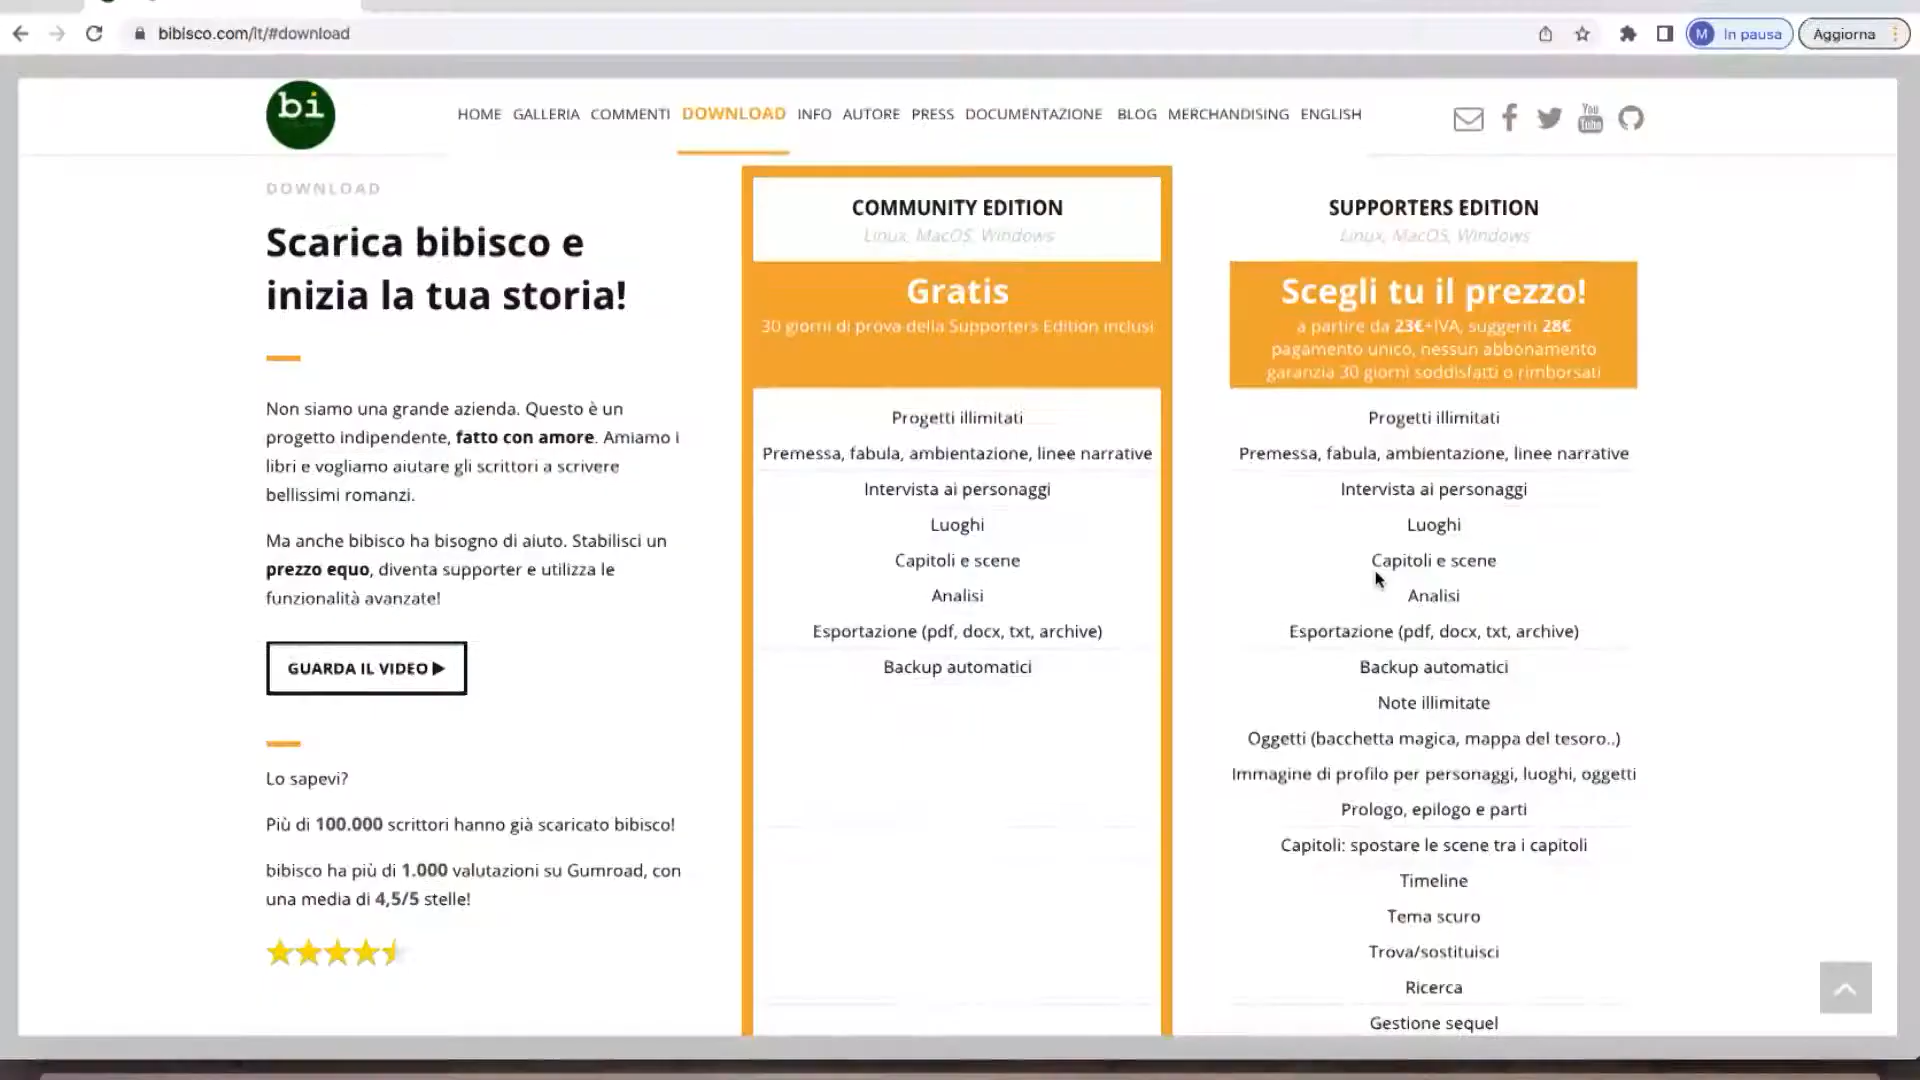 bibisco.com/It/#download
M In pausa
Aggiorna
bi
HOME GALLERIA COMMENTI DOWNLOAD INFO AUTORE PRESS DOCUMENTAZIONE BLOG MERCHANDISING ENGLISH
You Tube
DOWNLOAD
Scarica bibisco e
inizia la tua storia!
Non siamo una grande azienda. Questo è un
progetto indipendente, fatto con amore. Amiamo i
libri e vogliamo aiutare gli scrittori a scrivere
bellissimi romanzi.
Ma anche bibisco ha bisogno di aiuto. Stabilisci un
prezzo equo, diventa supporter e utilizza le
funzionalità avanzate!
GUARDA IL VIDEO
Lo sapevi?
Più di 100.000 scrittori hanno già scaricato bibisco!
bibisco ha più di 1.000 valutazioni su Gumroad, con
una media di 4,5/5 stelle!
COMMUNITY EDITION
Linux, MacOS, Windows
Gratis
30 giorni di prova della Supporters Edition inclusi
Progetti illimitati
Premessa, fabula, ambientazione, linee narrative
Intervista ai personaggi
Luoghi
Capitoli e scene
Analisi
Esportazione (pdf, docx, txt, archive)
Backup automatici
SUPPORTERS EDITION
Linux, MacOS, Windows
Scegli tu il prezzo!
a partire da 23€+IVA, suggeriti 28€
pagamento unico, nessun abbonamento
garanzia 30 giorni soddisfatti o rimborsati
Progetti illimitati
Premessa, fabula, ambientazione, linee narrative
Intervista ai personaggi
Luoghi
Capitoli e scene
Analisi
Esportazione (pdf, docx, txt, archive)
Backup automatici
Note illimitate
Oggetti (bacchetta magica, mappa del tesoro..)
Immagine di profilo per personaggi, luoghi, oggetti
Prologo, epilogo e parti
Capitoli: spostare le scene tra i capitoli
Timeline
Tema scuro
Trova/sostituisci
Ricerca
Gestione sequel